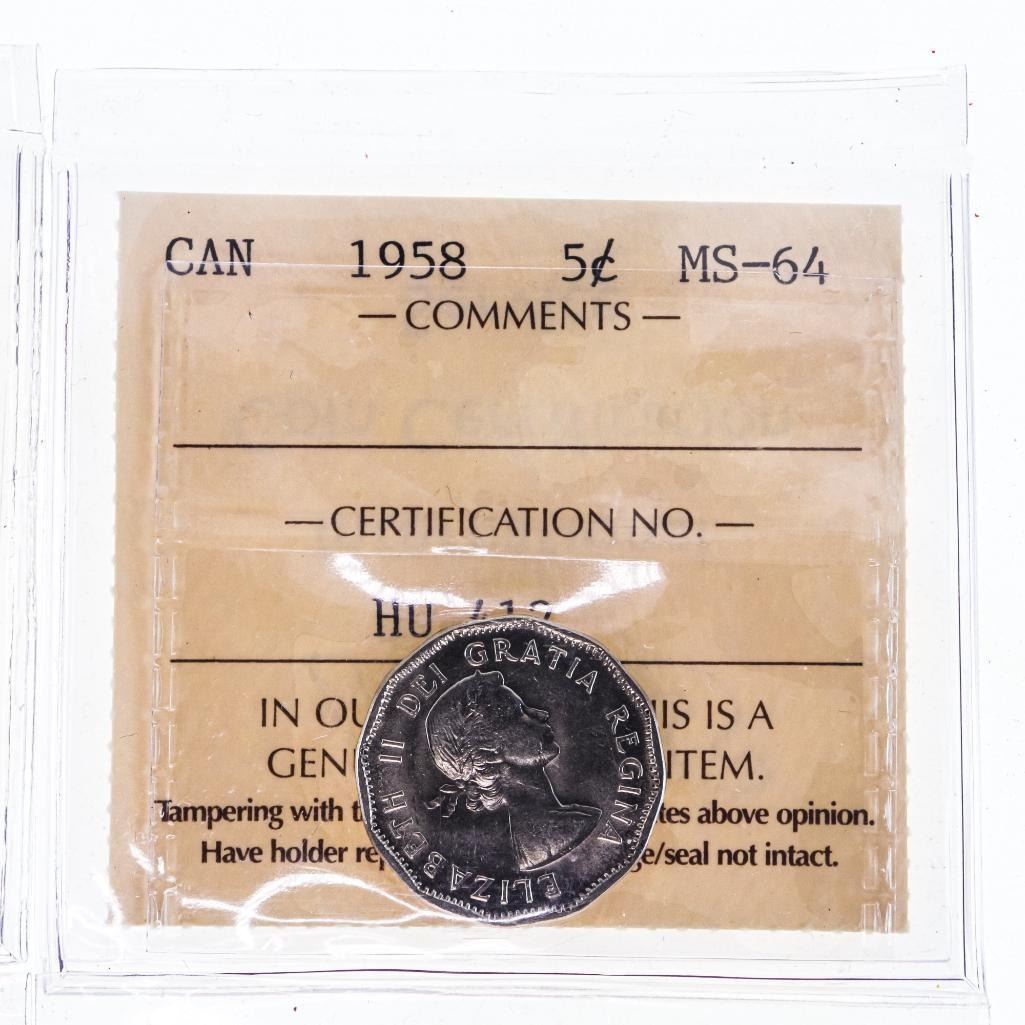 CAN 1958 5¢ MS-64
— COMMENTS —
— CERTIFICATION NO. —
HU
IN OU IS IS A
GEN ITEM.
Tampering with t tes above opinion.
Have holder rep ge/seal not intact.
ELIZABETH II DEI GRATIA REGINA